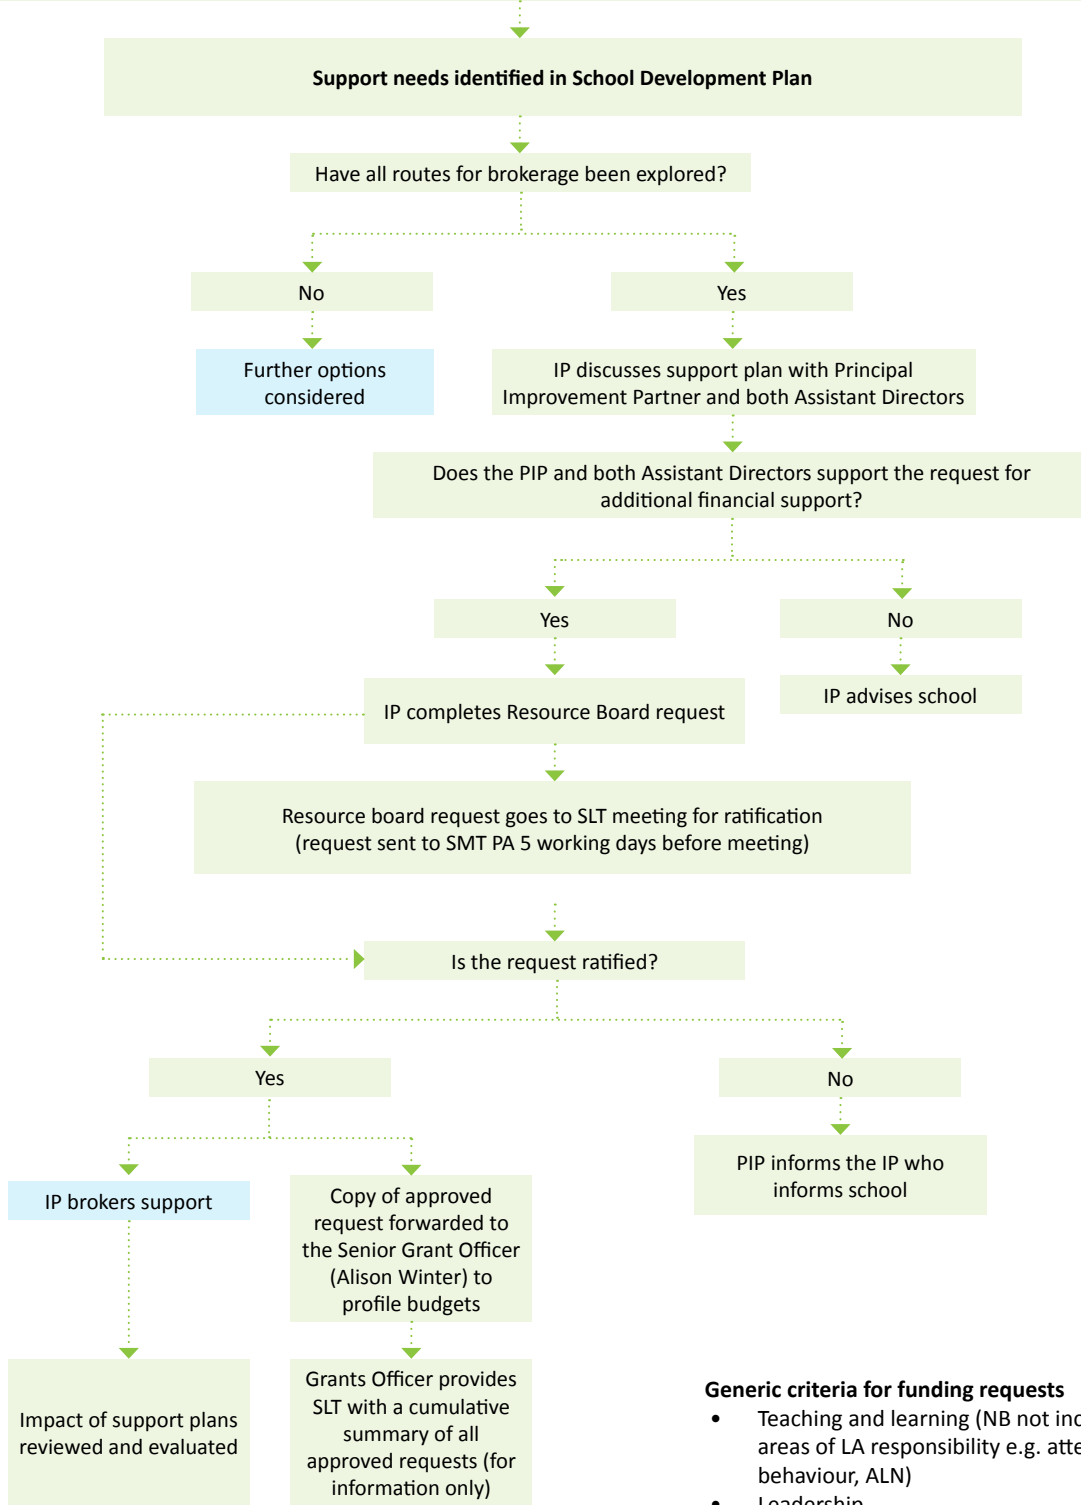 Support needs identified in School Development Plan
Have all routes for brokerage been explored?
No
Yes
Further options
considered
IP discusses support plan with Principal
Improvement Partner and both Assistant Directors
Does the PIP and both Assistant Directors support the request for
additional financial support?
Yes
No
IP completes Resource Board request
IP advises school
Resource board request goes to SLT meeting for ratification
(request sent to SMT PA 5 working days before meeting)
Is the request ratified?
Yes
No
IP brokers support
Copy of approved
request forwarded to
the Senior Grant Officer
(Alison Winter) to
profile budgets
PIP informs the IP who
informs school
Impact of support plans
reviewed and evaluated
Grants Officer provides
SLT with a cumulative
summary of all
approved requests (for
information only)
Generic criteria for funding requests
• Teaching and learning (NB not
areas of LA responsibility e.g.
behaviour, ALN)
• Leadership